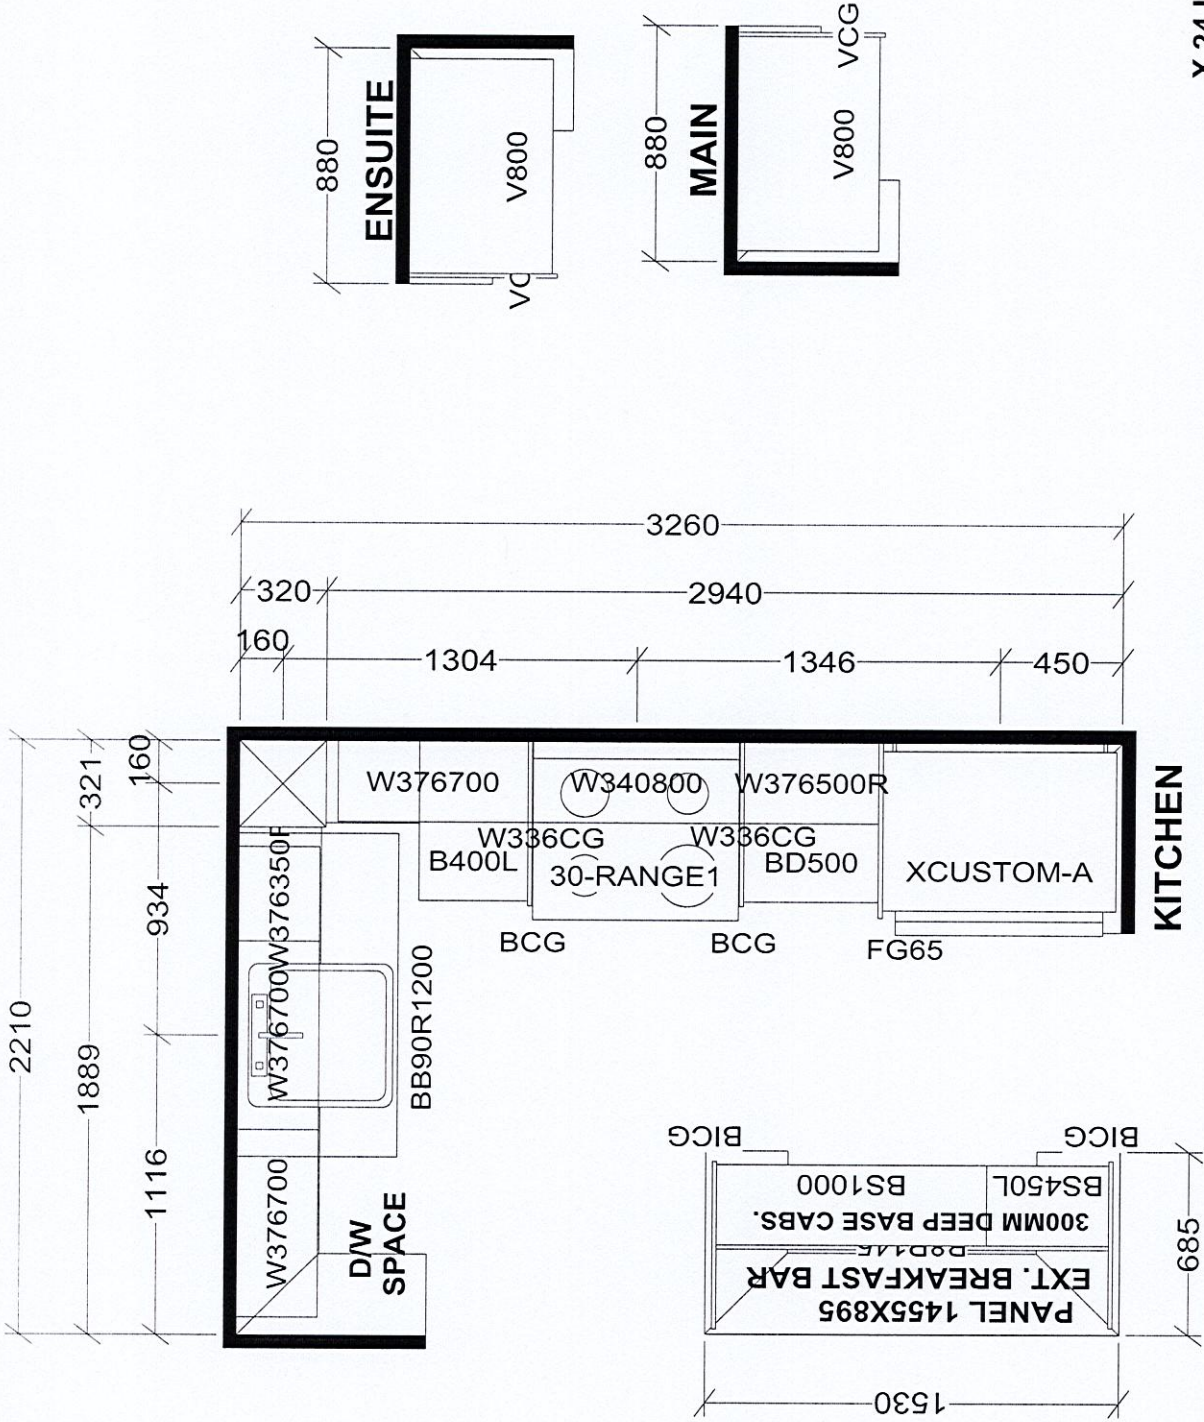 880
ENSUITE
V800
VC
880
MAIN
V800
VCG
3260
320
2940
160
1304
1346
450
2210
321
1889
160
934
1116
W376700
W340800
W376500R
W336CG
W336CG
B400L
30-RANGE1
BD500
XCUSTOM-A
BCG
BCG
FG65
KITCHEN
W376700
W376700
BB90R1200
D/W
SPACE
BICG
BICG
BS1000
BS450L
300MM DEEP BASE CABS.
EXT. BREAKFAST BAR
PANEL 1455X895
685
1530